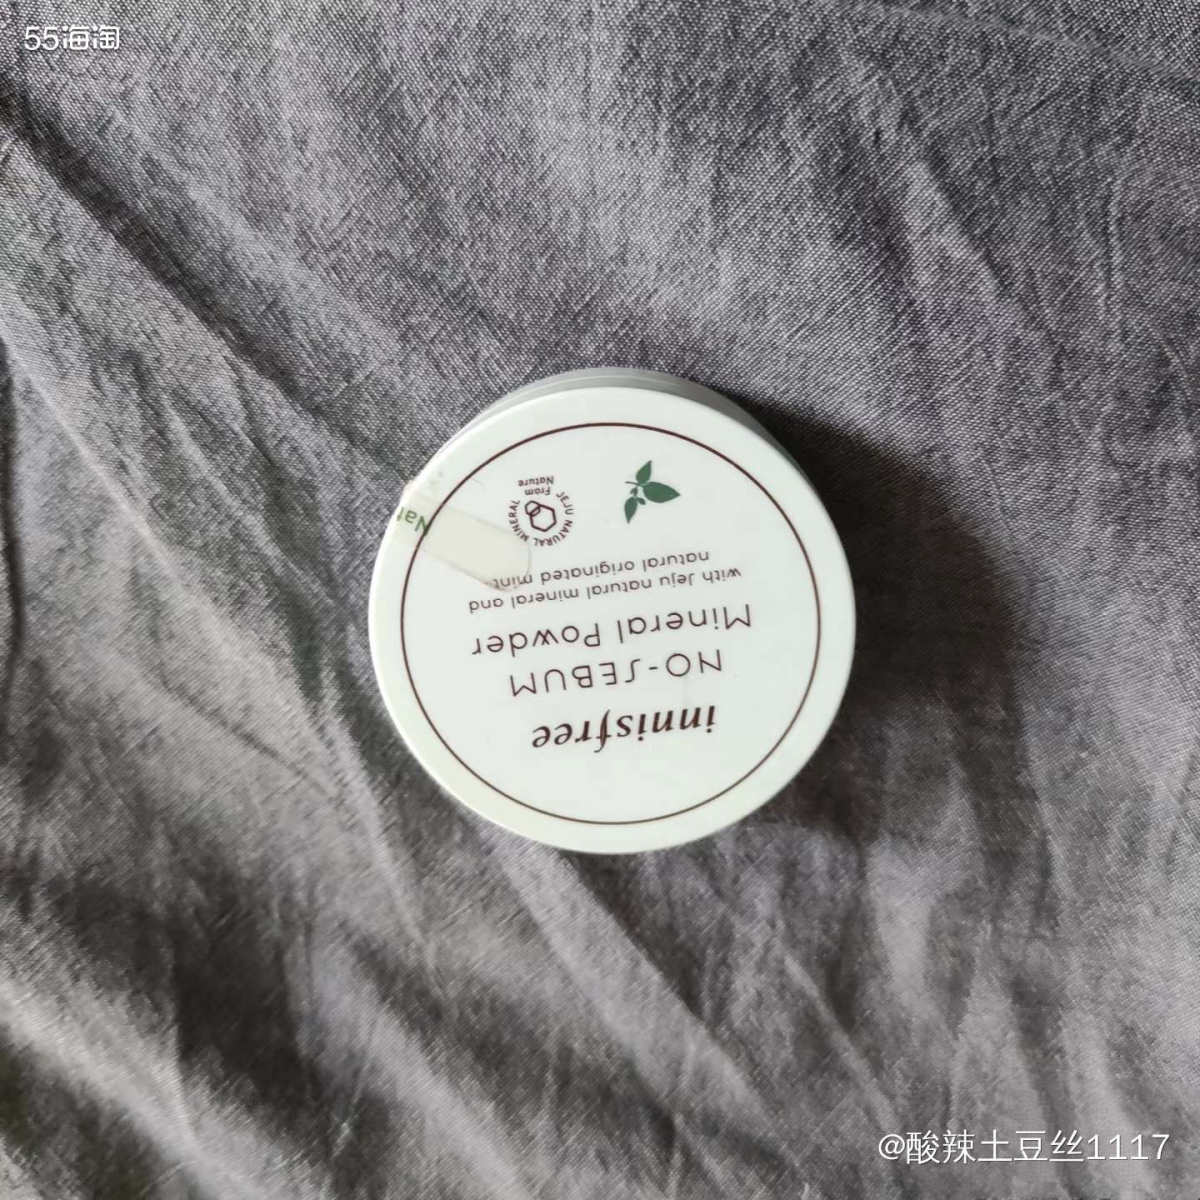 55海淘
innisfree
NO-SEBUM
Mineral Powder
with Jeju natural mineral and
natural originated mint
JEJU NATURAL MINERAL
From
Nature
Nat
@酸辣土豆丝1117